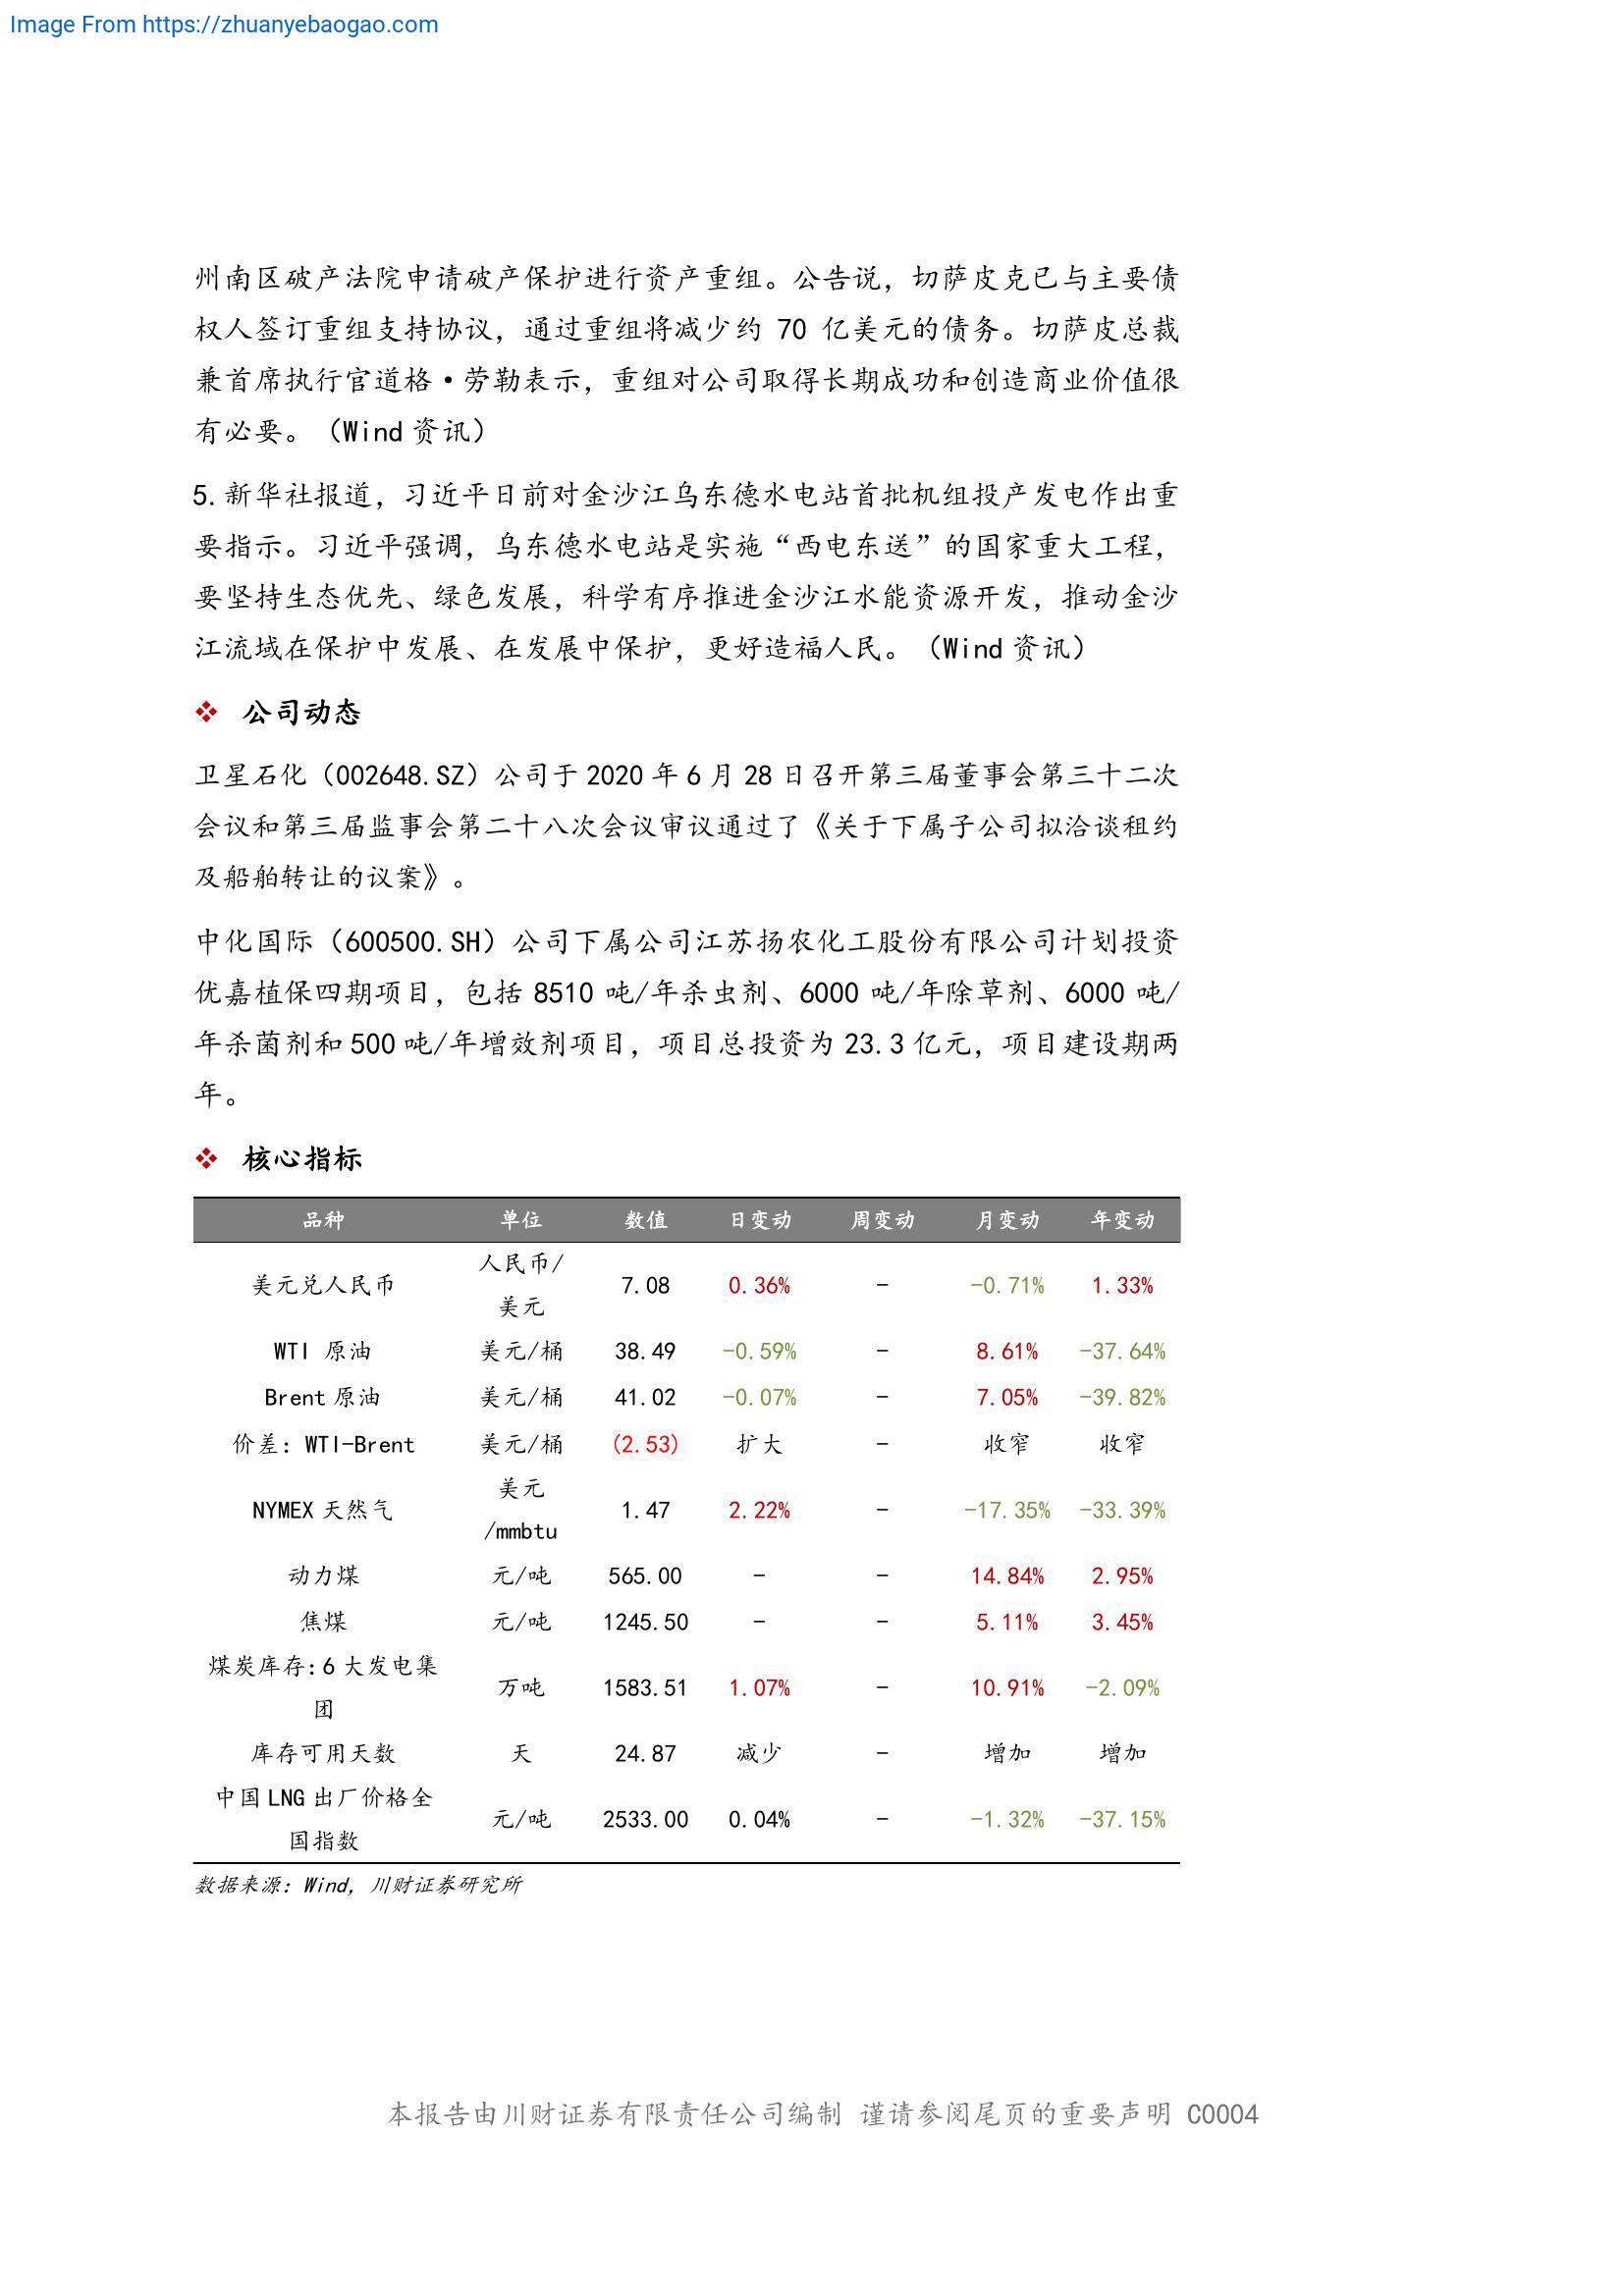 Image From https://zhuanyebaogao.com
州南区破产法院申请破产保护进行资产重组。公告说，切萨皮克已与主要债
权人签订重组支持协议，通过重组将减少约 70 亿美元的债务。切萨皮总裁
兼首席执行官道格·劳勒表示，重组对公司取得长期成功和创造商业价值很
有必要。（Wind 资讯）
5.新华社报道，习近平日前对金沙江乌东德水电站首批机组投产发电作出重
要指示。习近平强调，乌东德水电站是实施“西电东送”的国家重大工程，
要坚持生态优先、绿色发展，科学有序推进金沙江水能资源开发，推动金沙
江流域在保护中发展、在发展中保护，更好造福人民。（Wind 资讯）
❖ 公司动态
卫星石化（002648.SZ）公司于 2020 年 6 月 28 日召开第三届董事会第三十二次
会议和第三届监事会第二十八次会议审议通过了《关于下属子公司拟洽谈租约
及船舶转让的议案》。
中化国际（600500.SH）公司下属公司江苏扬农化工股份有限公司计划投资
优嘉植保四期项目，包括 8510 吨/年杀虫剂、6000 吨/年除草剂、6000 吨/
年杀菌剂和 500 吨/年增效剂项目，项目总投资为 23.3 亿元，项目建设期两
年。
❖ 核心指标
品种 单位 数值 日变动 周变动 月变动 年变动
美元兑人民币 人民币/美元 7.08 0.36% - -0.71% 1.33%
WTI 原油 美元/桶 38.49 -0.59% - 8.61% -37.64%
Brent 原油 美元/桶 41.02 -0.07% - 7.05% -39.82%
价差：WTI-Brent 美元/桶 (2.53) 扩大 - 收窄 收窄
NYMEX 天然气 美元/mmbtu 1.47 2.22% - -17.35% -33.39%
动力煤 元/吨 565.00 - - 14.84% 2.95%
焦煤 元/吨 1245.50 - - 5.11% 3.45%
煤炭库存:6 大发电集团 万吨 1583.51 1.07% - 10.91% -2.09%
库存可用天数 天 24.87 减少 - 增加 增加
中国 LNG 出厂价格全国指数 元/吨 2533.00 0.04% - -1.32% -37.15%
数据来源：Wind，川财证券研究所
本报告由川财证券有限责任公司编制 谨请参阅尾页的重要声明 C0004